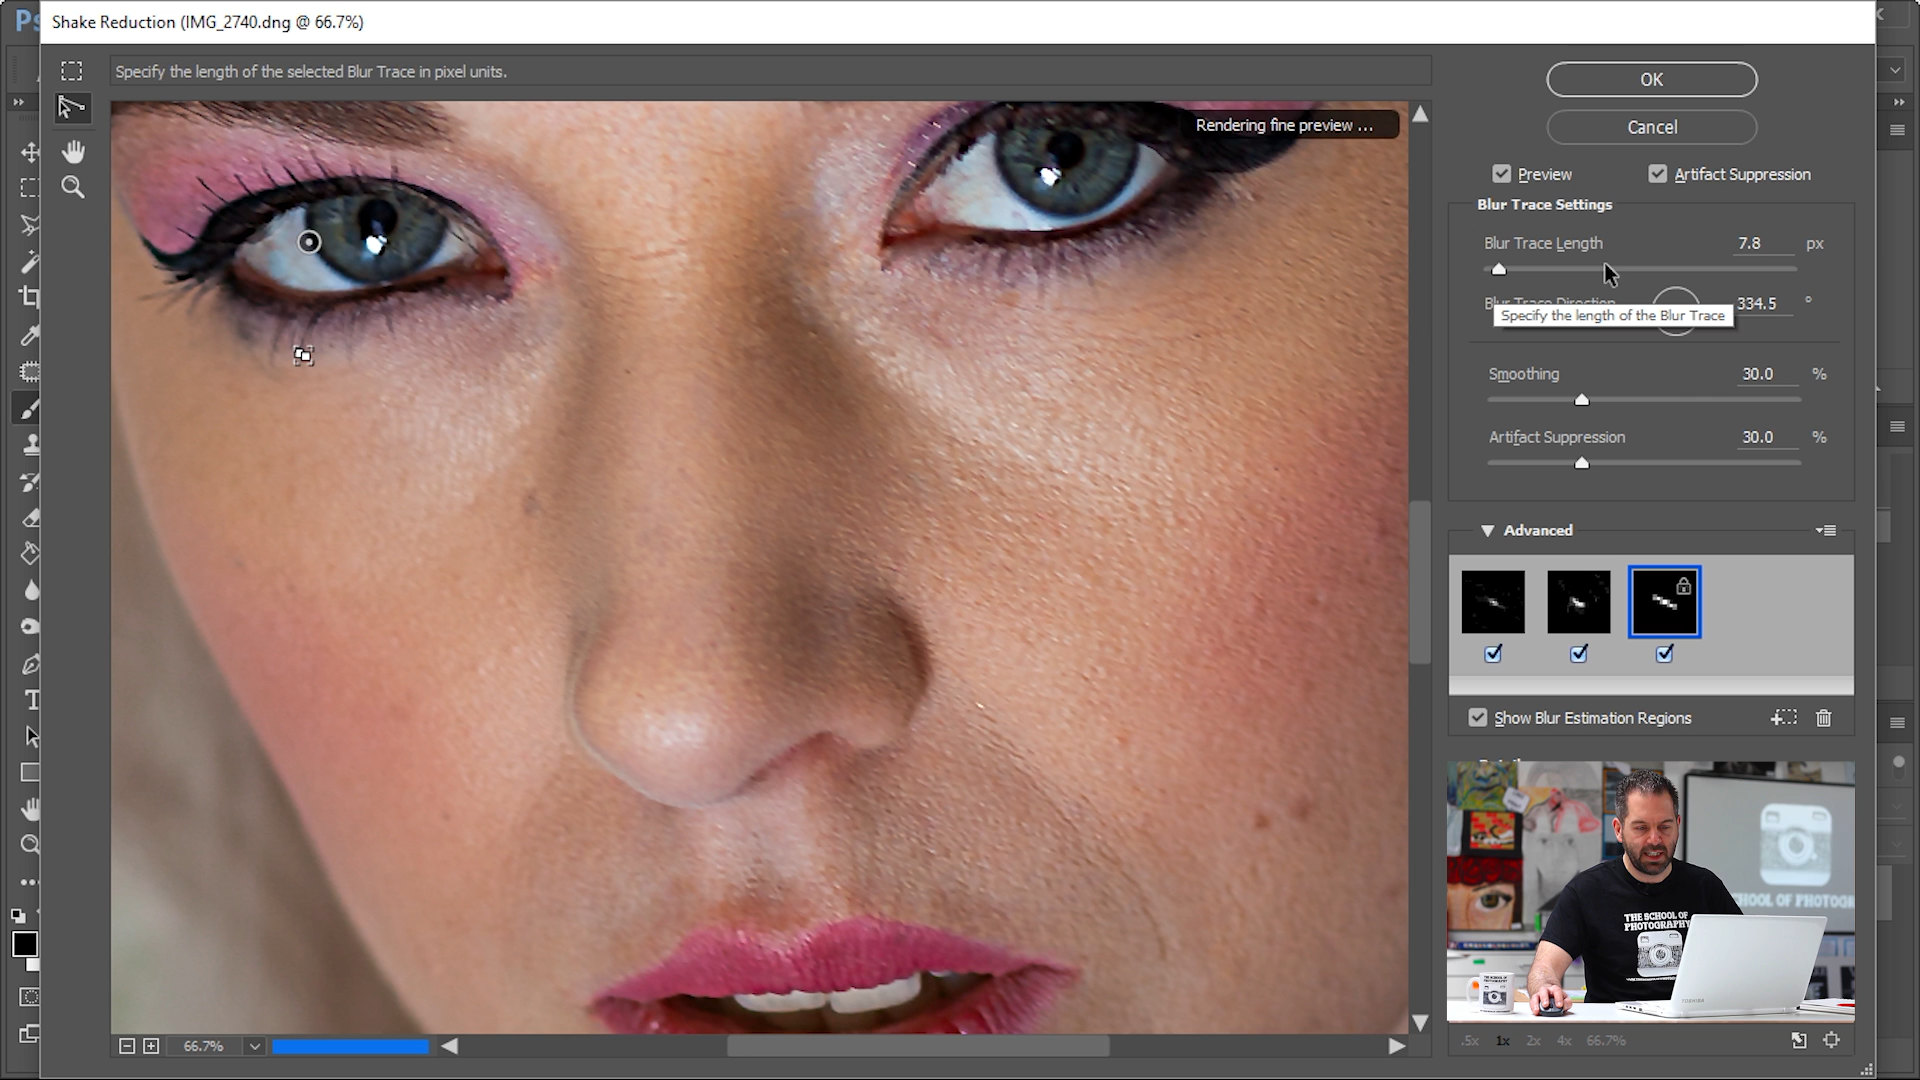 Ps
Shake Reduction (IMG_2740.dng @ 66.7%)
Specify the length of the selected Blur Trace in pixel units.
Rendering fine preview ...
OK
Cancel
Preview
Artifact Suppression
Blur Trace Settings
Blur Trace Length 7.8 px
Blur Trace Direction 334.5 °
Specify the length of the Blur Trace
Smoothing 30.0 %
Artifact Suppression 30.0 %
Advanced
Show Blur Estimation Regions
T
THE SCHOOL OF
PHOTOGRAPHY
TOSHIBA
66.7%
.5x 1x 2x 4x 66.7%